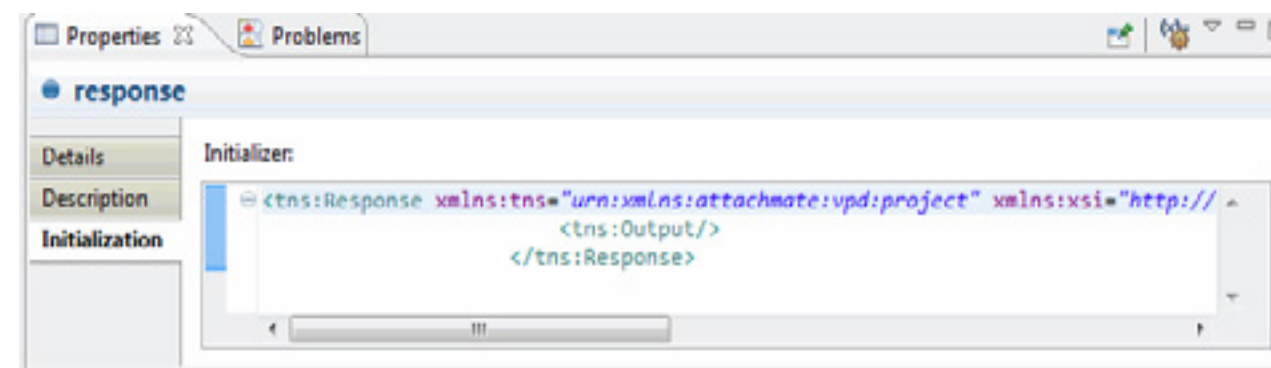 Properties Problems
response
Details
Description
Initialization
Initializer:
<tns:Response xmlns:tns="urn:xmlns:attachmate:vpd:project" xmlns:xsi="http://
<tns:Output/>
</tns:Response>